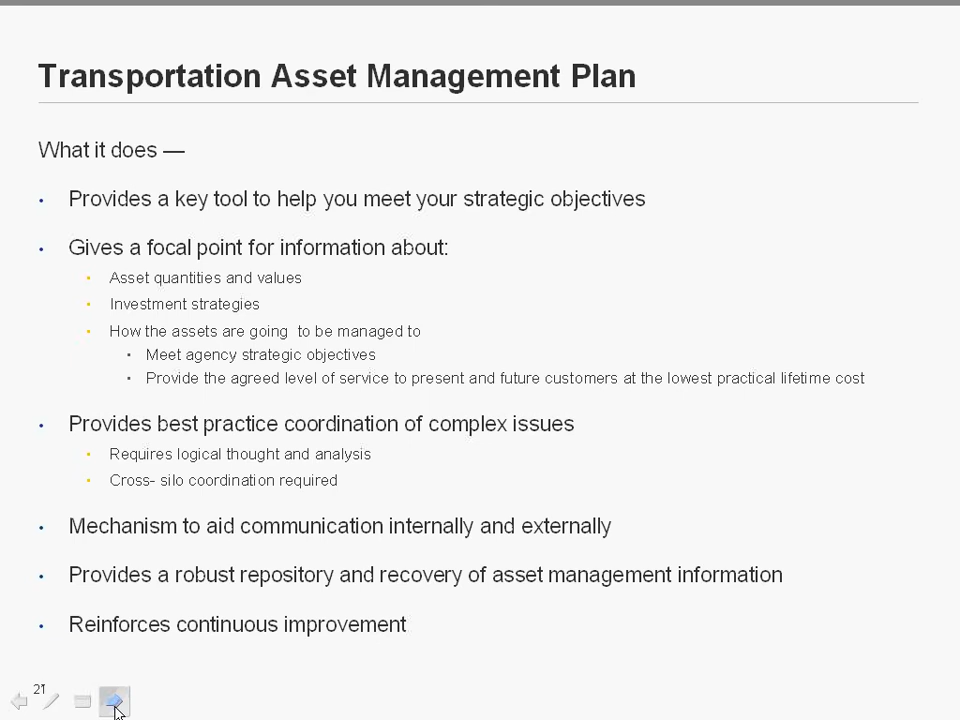 Transportation Asset Management Plan
What it does —
• Provides a key tool to help you meet your strategic objectives
• Gives a focal point for information about:
• Asset quantities and values
• Investment strategies
• How the assets are going  to be managed to
• Meet agency strategic objectives
• Provide the agreed level of service to present and future customers at the lowest practical lifetime cost
• Provides best practice coordination of complex issues
• Requires logical thought and analysis
• Cross- silo coordination required
• Mechanism to aid communication internally and externally
• Provides a robust repository and recovery of asset management information
• Reinforces continuous improvement
21